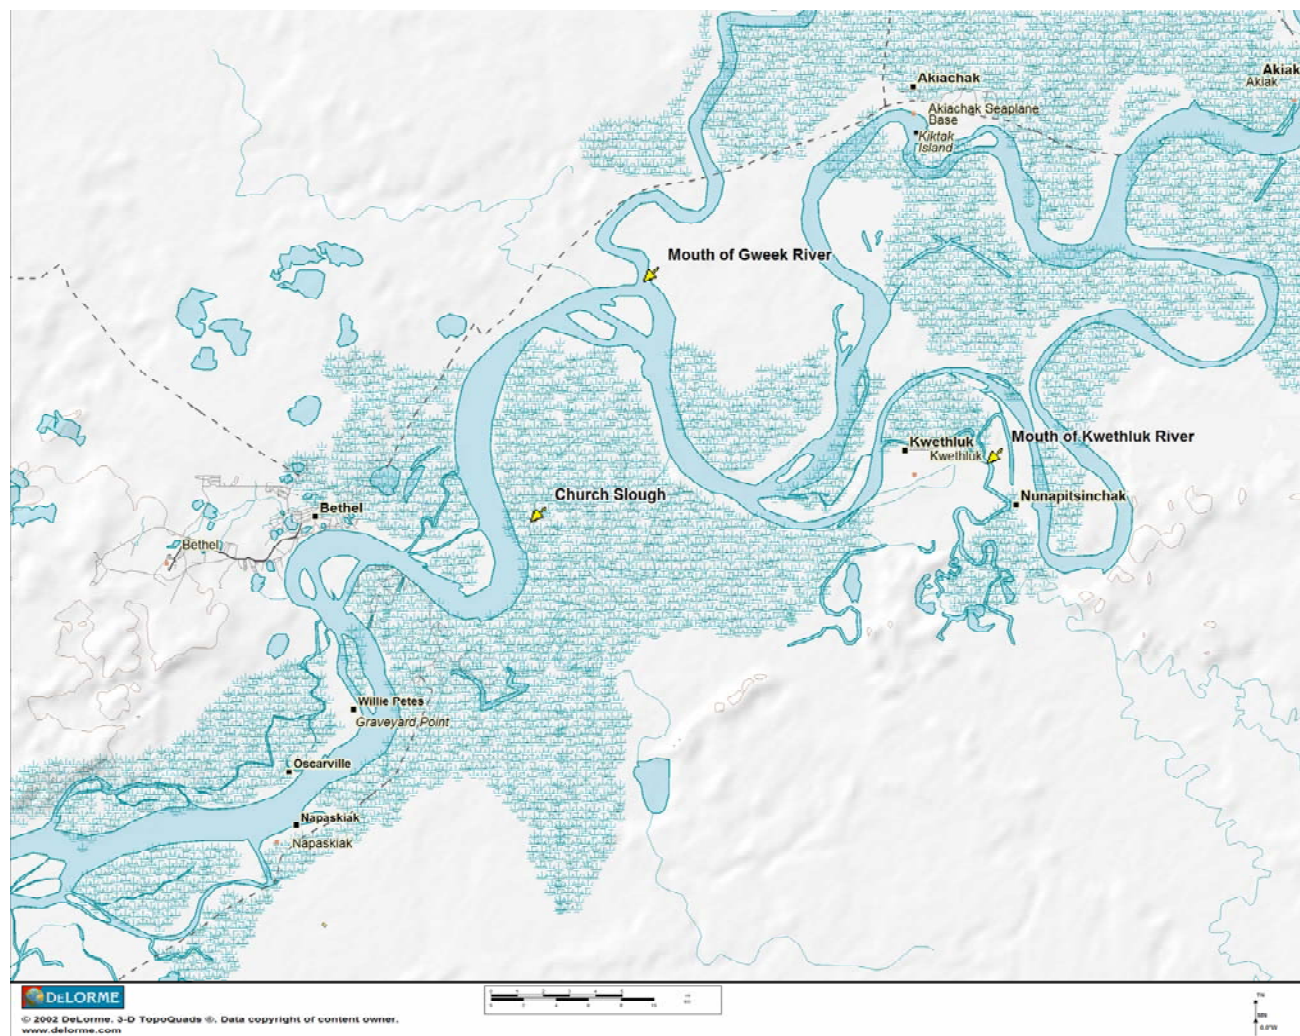 Akiachak
Akiak
Akiak
Akiachak Seaplane
Base
Kiktak
Island
Mouth of Gweek River
Kwethluk
Kwethluk
Mouth of Kwethluk River
Church Slough
Nunapitsinchak
Bethel
Bethel
Willie Petes
Graveyard Point
Oscarville
Napaskiak
Napaskiak
DELORME
© 2002 DeLorme. 3-D TopoQuads ®. Data copyright of content owner.
www.delorme.com
TN
MN